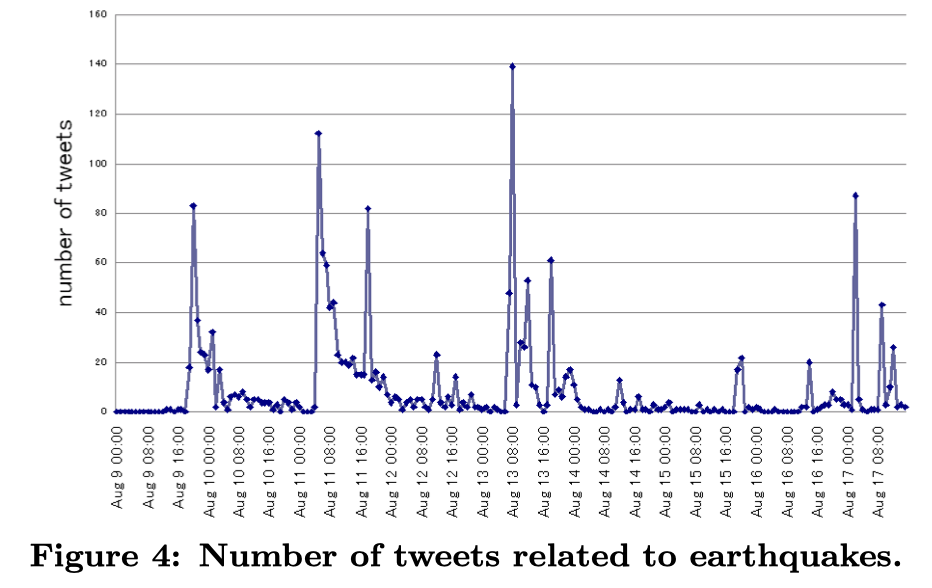 160
140
120
100
80
60
40
20
0
number of tweets
Aug 9 00:00
Aug 9 08:00
Aug 9 16:00
Aug 10 00:00
Aug 10 08:00
Aug 10 16:00
Aug 11 00:00
Aug 11 08:00
Aug 11 16:00
Aug 12 00:00
Aug 12 08:00
Aug 12 16:00
Aug 13 00:00
Aug 13 08:00
Aug 13 16:00
Aug 14 00:00
Aug 14 08:00
Aug 14 16:00
Aug 15 00:00
Aug 15 08:00
Aug 15 16:00
Aug 16 00:00
Aug 16 08:00
Aug 16 16:00
Aug 17 00:00
Aug 17 08:00
Figure 4: Number of tweets related to earthquakes.